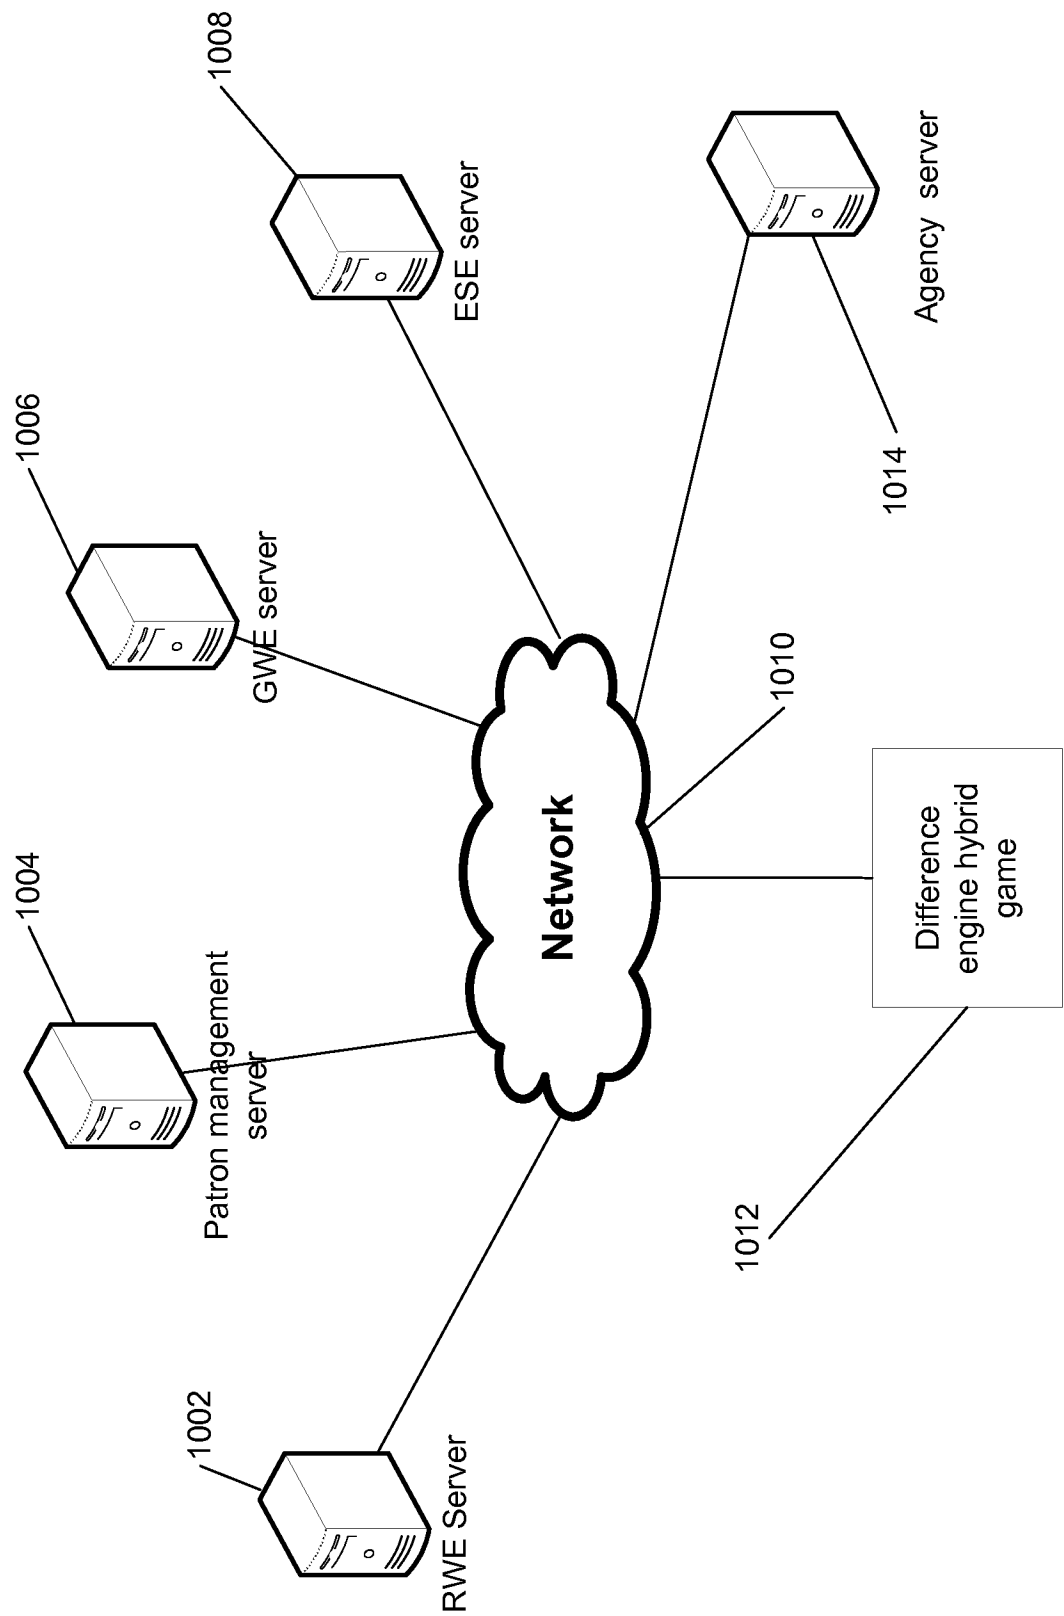 1002
RWE Server
1004
Patron management
server
1006
GWE server
1008
ESE server
Network
1010
1012
Difference
engine hybrid
game
1014
Agency server